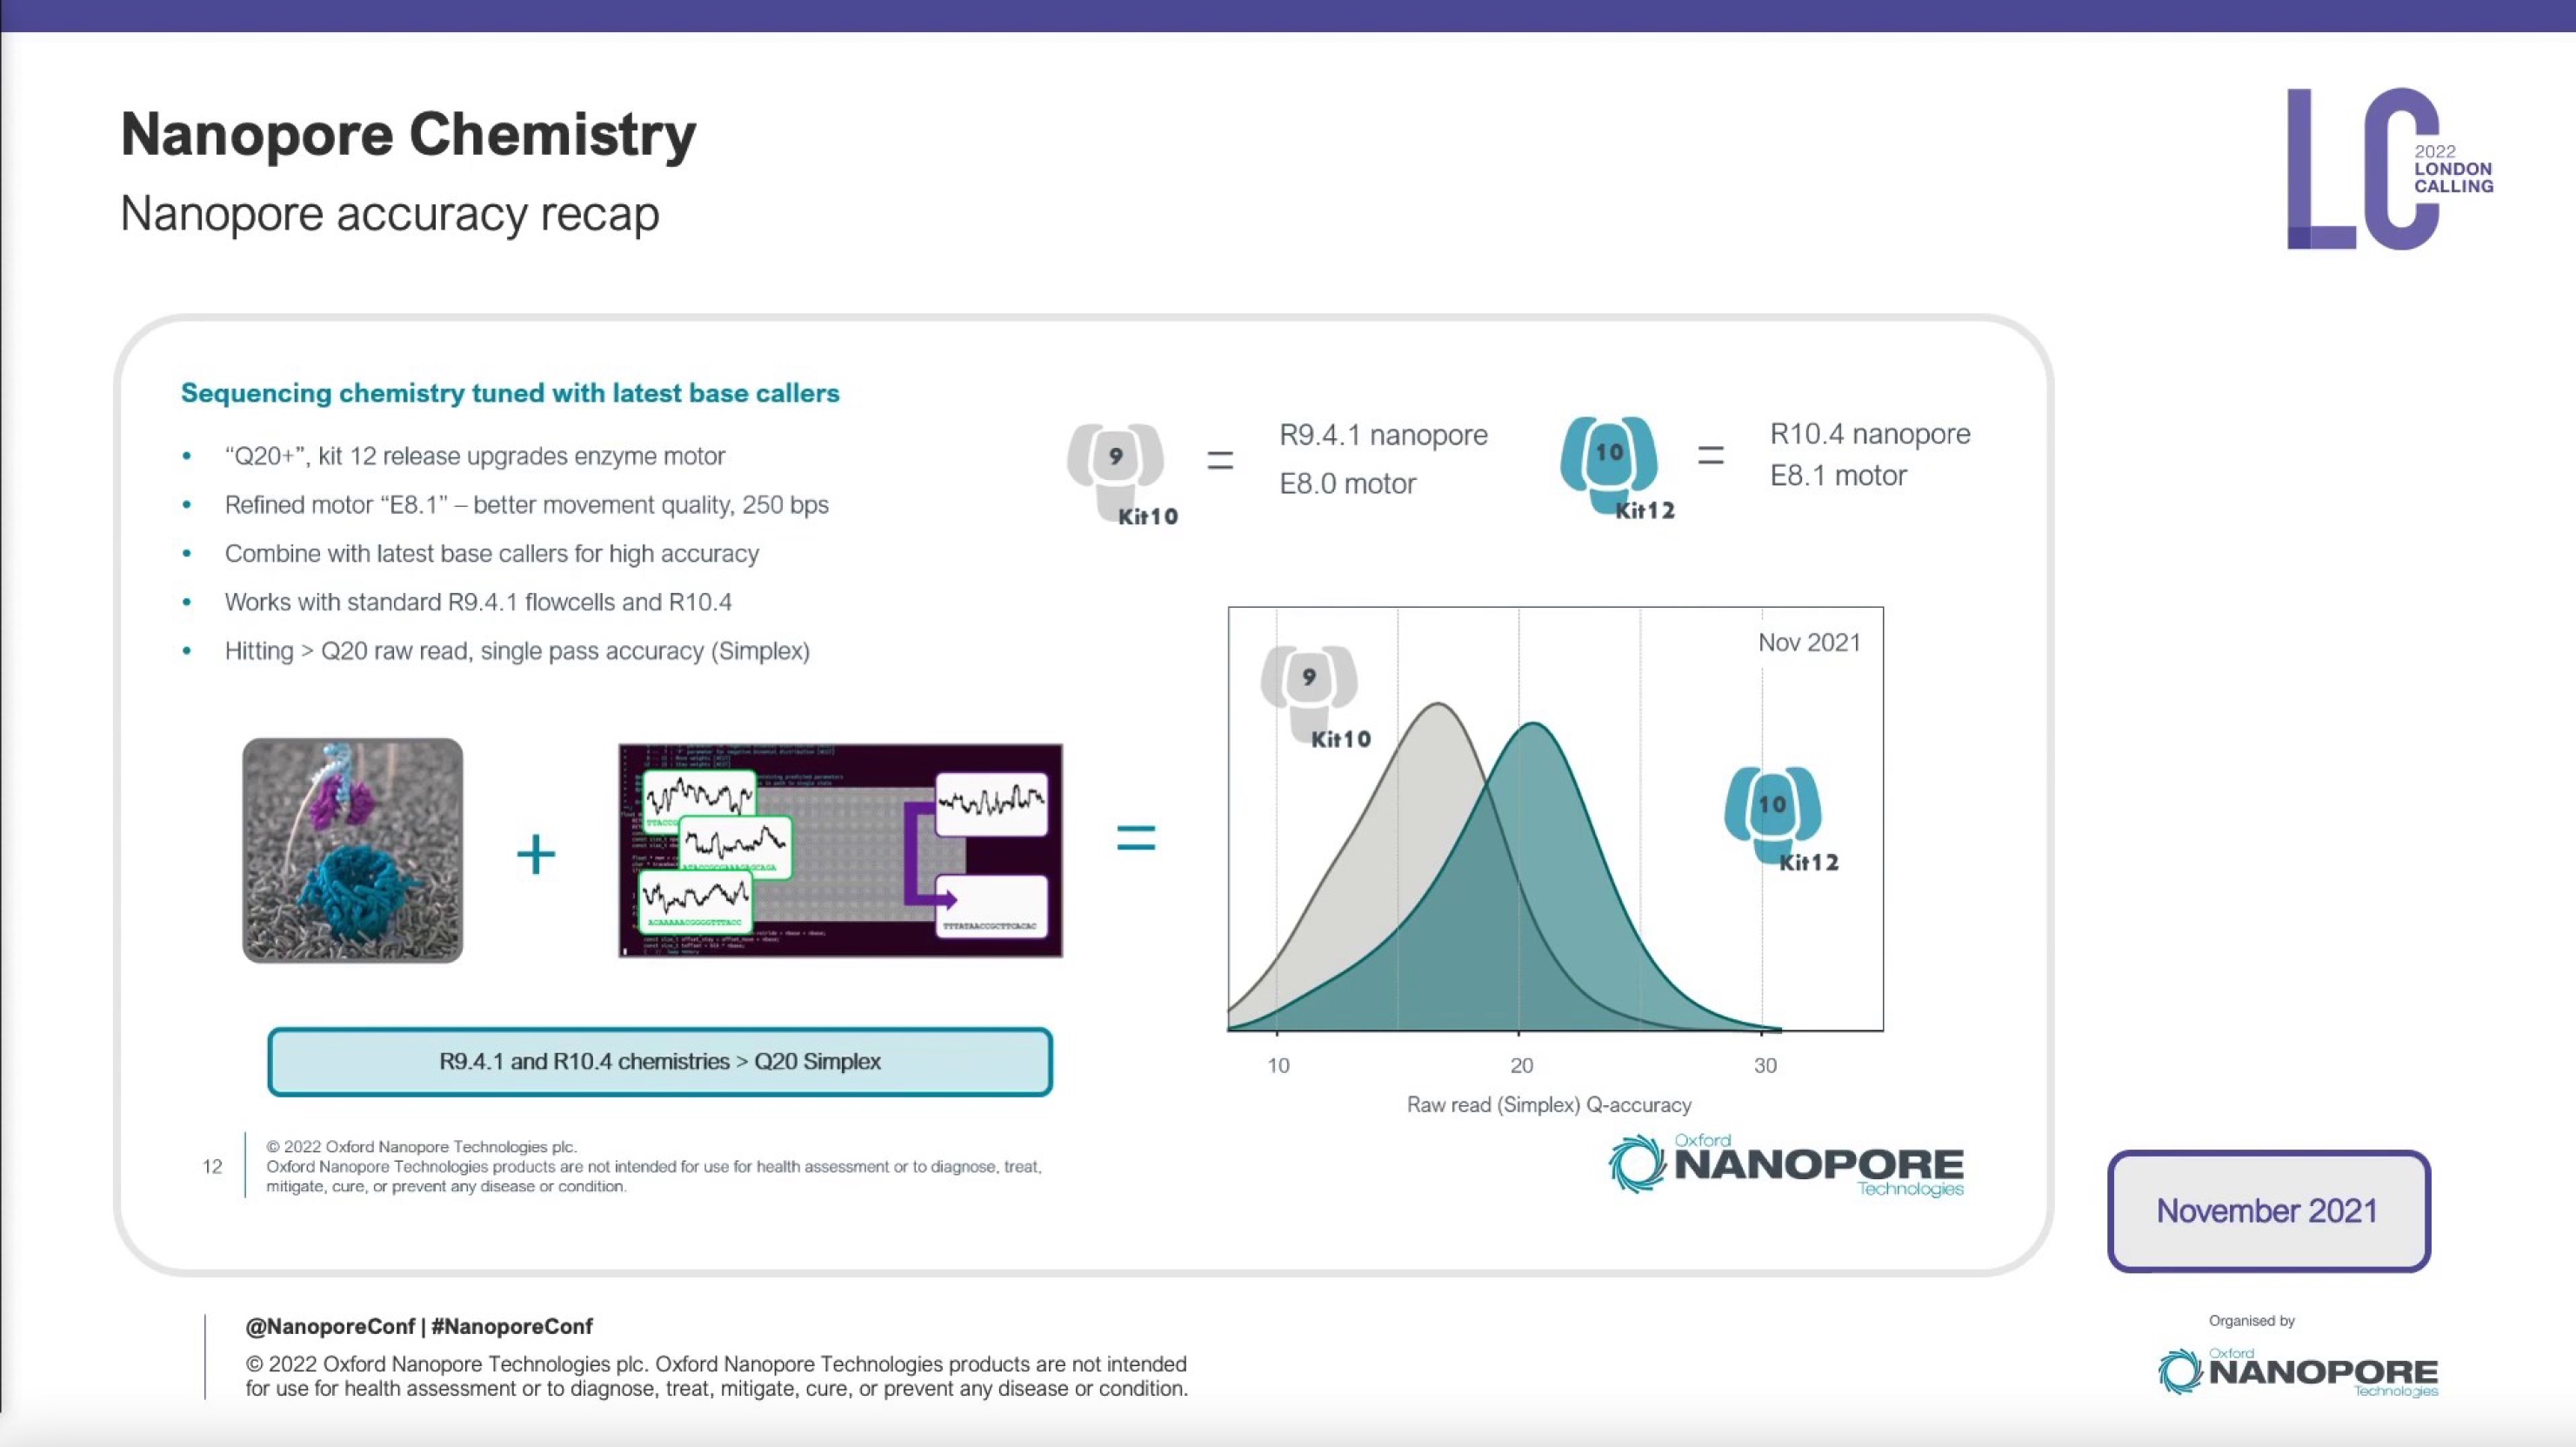 Nanopore Chemistry
Nanopore accuracy recap
2022
LONDON
CALLING
Sequencing chemistry tuned with latest base callers
• “Q20+”, kit 12 release upgrades enzyme motor
• Refined motor “E8.1” – better movement quality, 250 bps
• Combine with latest base callers for high accuracy
• Works with standard R9.4.1 flowcells and R10.4
• Hitting > Q20 raw read, single pass accuracy (Simplex)
9
Kit10
=
R9.4.1 nanopore
E8.0 motor
10
Kit12
=
R10.4 nanopore
E8.1 motor
+
TTACCG
ACAAAAACGGGGTTTACC
TTTATAACCGCTTCACAC
=
Nov 2021
9
Kit10
10
Kit12
10 20 30
Raw read (Simplex) Q-accuracy
R9.4.1 and R10.4 chemistries > Q20 Simplex
12
© 2022 Oxford Nanopore Technologies plc.
Oxford Nanopore Technologies products are not intended for use for health assessment or to diagnose, treat,
mitigate, cure, or prevent any disease or condition.
Oxford
NANOPORE
Technologies
November 2021
@NanoporeConf | #NanoporeConf
© 2022 Oxford Nanopore Technologies plc. Oxford Nanopore Technologies products are not intended
for use for health assessment or to diagnose, treat, mitigate, cure, or prevent any disease or condition.
Organised by
Oxford
NANOPORE
Technologies